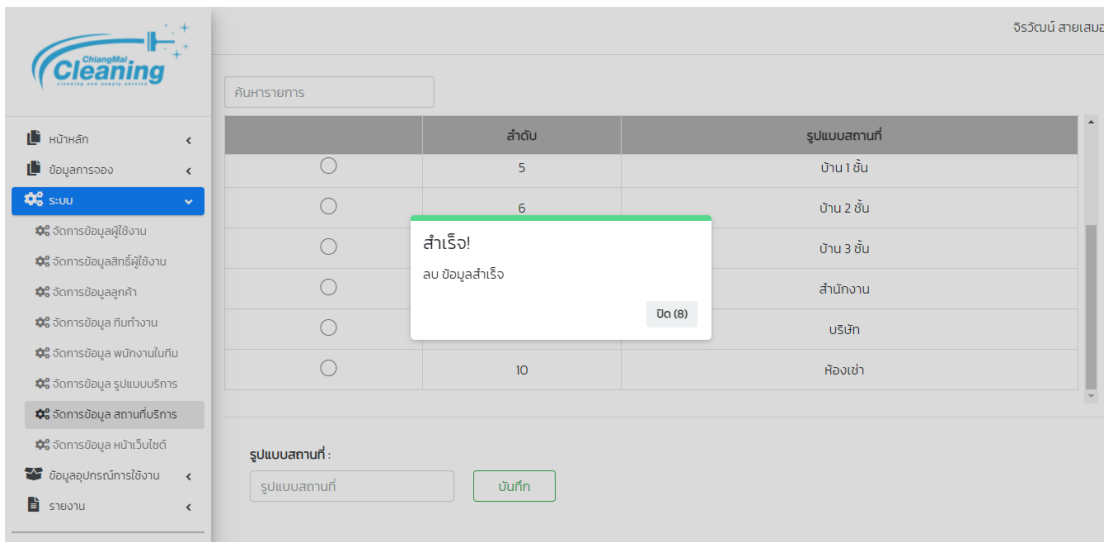 จิรวัฒน์ สายเสมอ
ChiangMai
Cleaning
cleaning and supply service
ค้นหารายการ
หน้าหลัก
ข้อมูลการจอง
ระบบ
จัดการข้อมูลผู้ใช้งาน
จัดการข้อมูลสิทธิ์ผู้ใช้งาน
จัดการข้อมูลลูกค้า
จัดการข้อมูล ทีมทำงาน
จัดการข้อมูล พนักงานในทีม
จัดการข้อมูล รูปแบบบริการ
จัดการข้อมูล สถานที่บริการ
จัดการข้อมูล หน้าเว็บไซต์
ข้อมูลอุปกรณ์การใช้งาน
รายงาน
ลำดับ รูปแบบสถานที่
5 บ้าน 1 ชั้น
6 บ้าน 2 ชั้น
บ้าน 3 ชั้น
สำนักงาน
บริษัท
10 ห้องเช่า
สำเร็จ!
ลบ ข้อมูลสำเร็จ
ปิด (8)
รูปแบบสถานที่ :
รูปแบบสถานที่
บันทึก